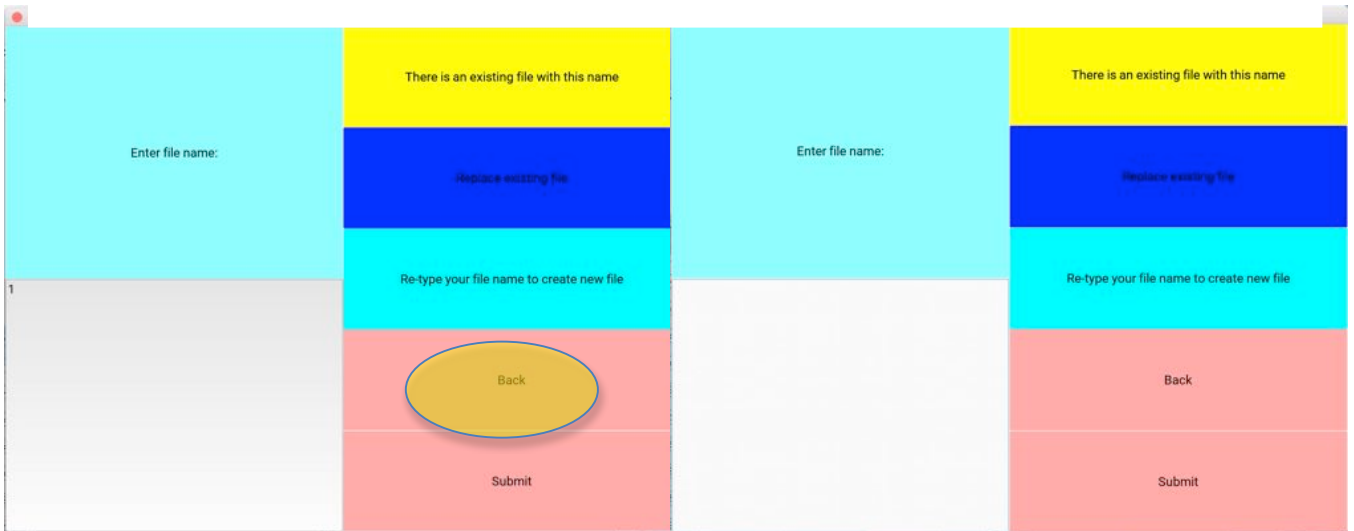 There is an existing file with this name
Enter file name:
Replace existing file
Re-type your file name to create new file
1
Back
Submit
There is an existing file with this name
Enter file name:
Replace existing file
Re-type your file name to create new file
Back
Submit